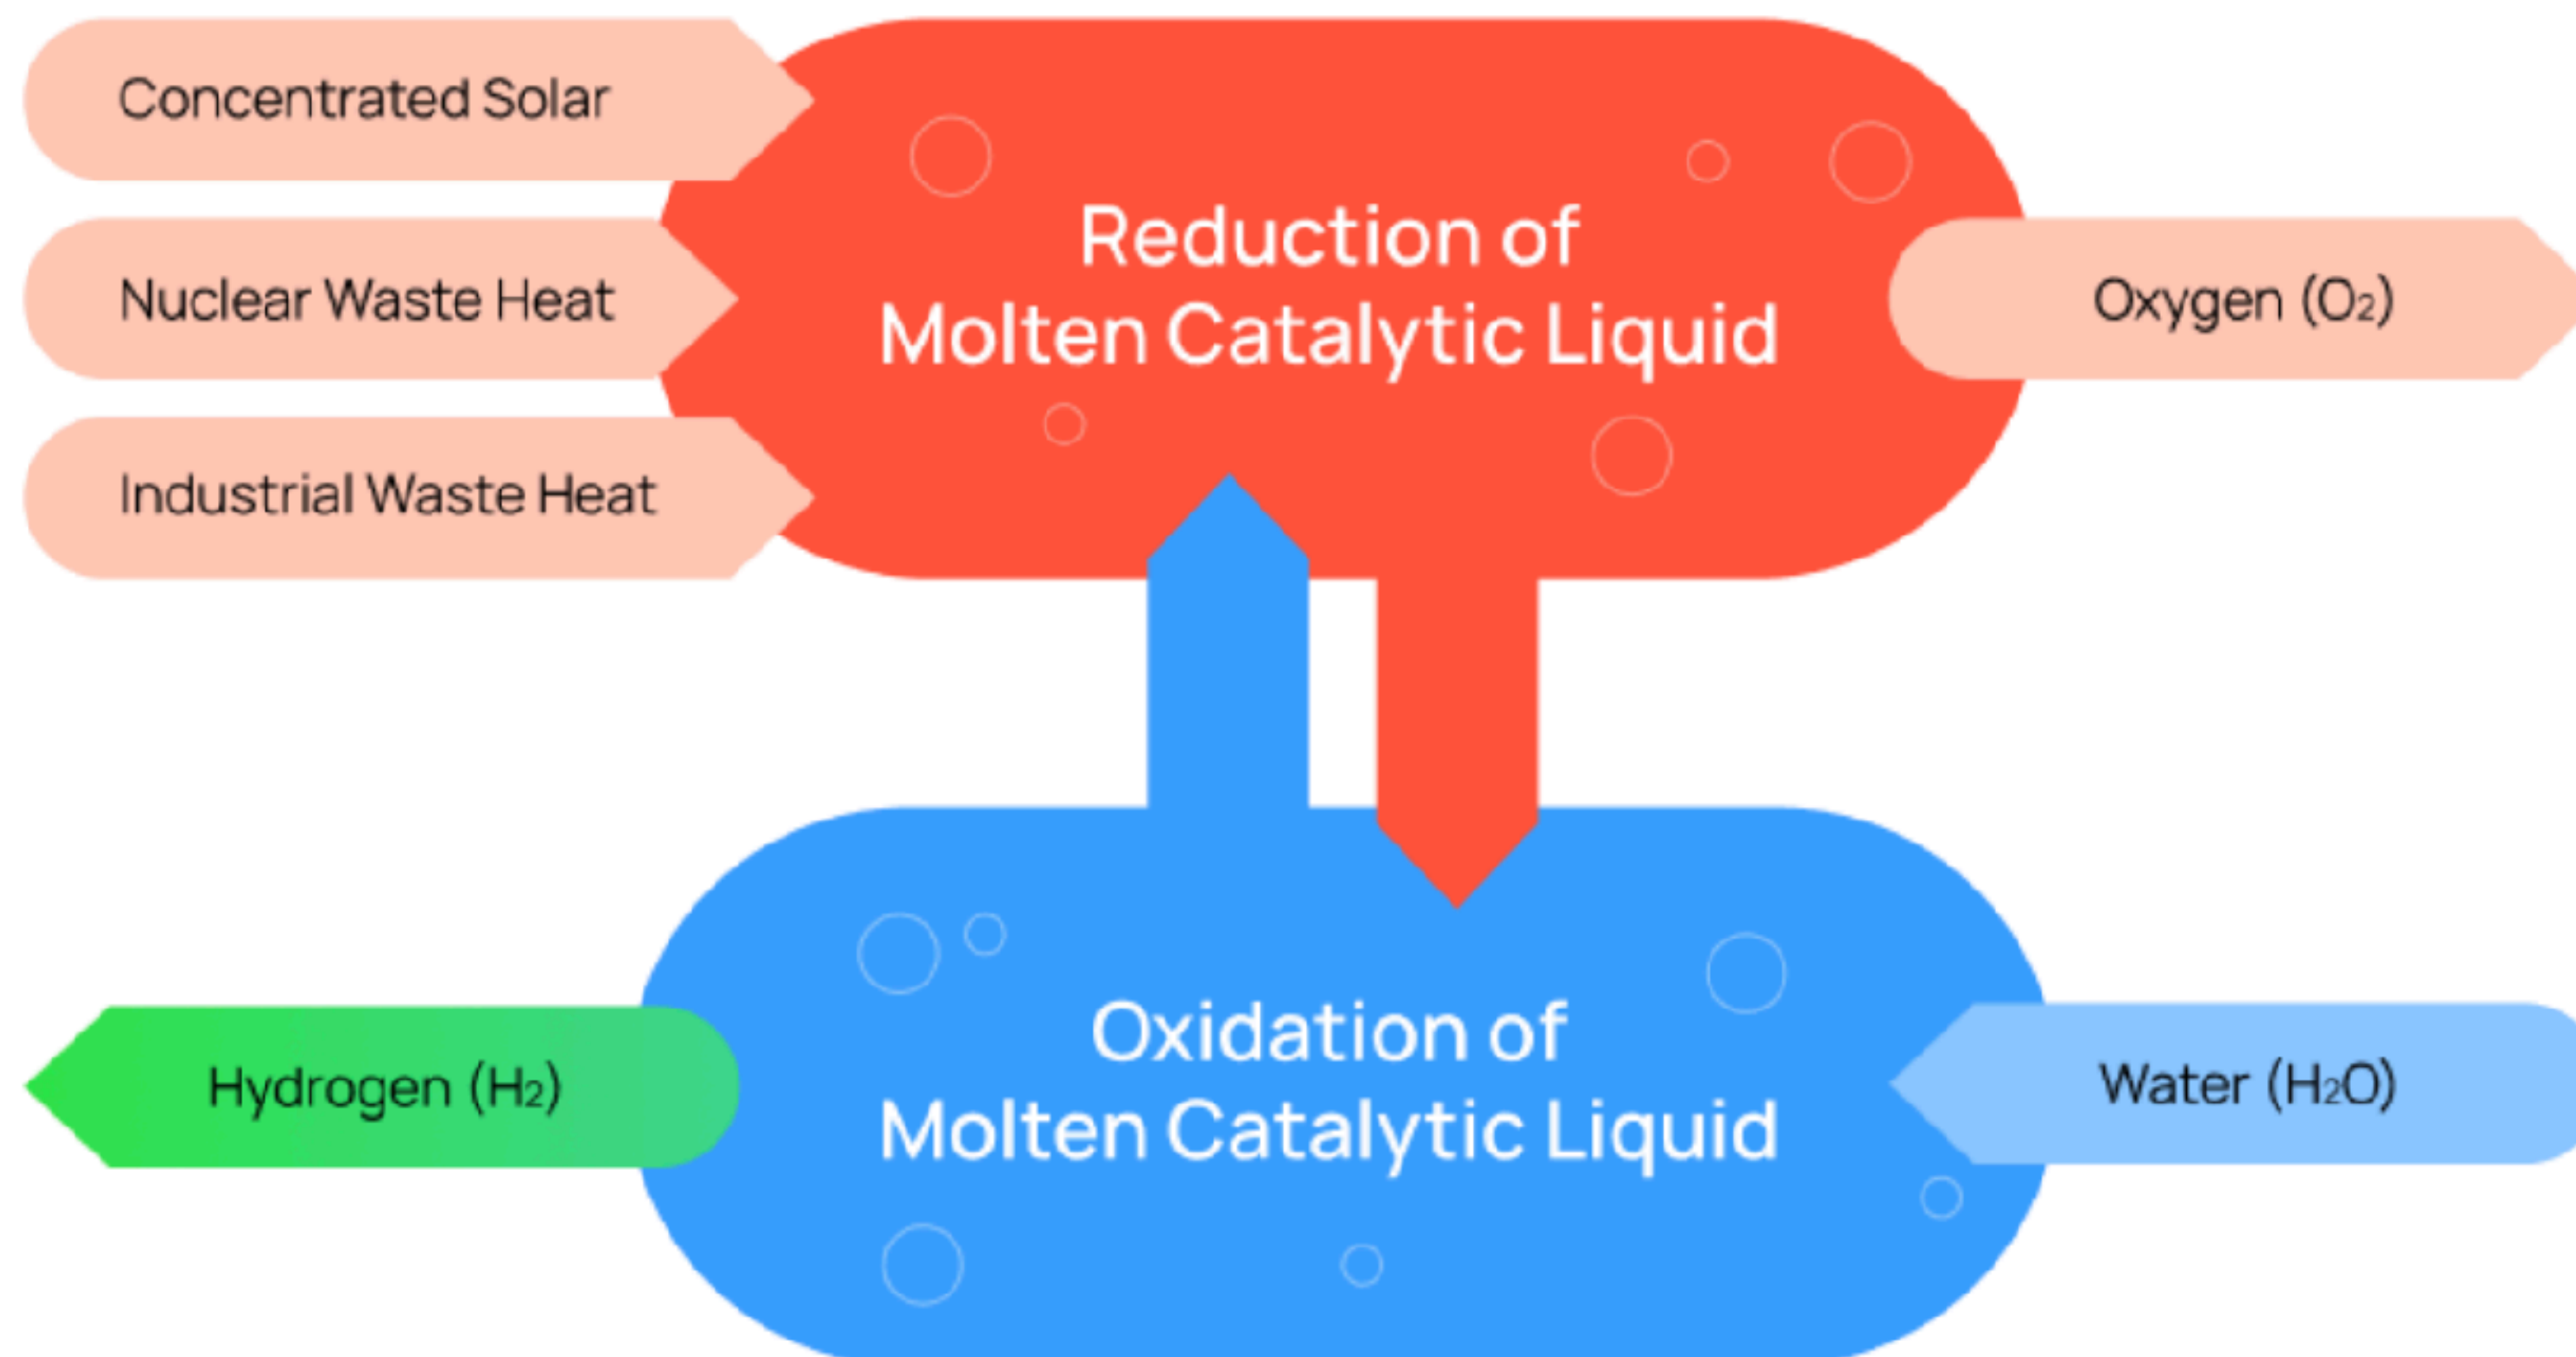 Concentrated Solar
Nuclear Waste Heat
Industrial Waste Heat
Reduction of
Molten Catalytic Liquid
Oxygen (O₂)
Hydrogen (H₂)
Oxidation of
Molten Catalytic Liquid
Water (H₂O)